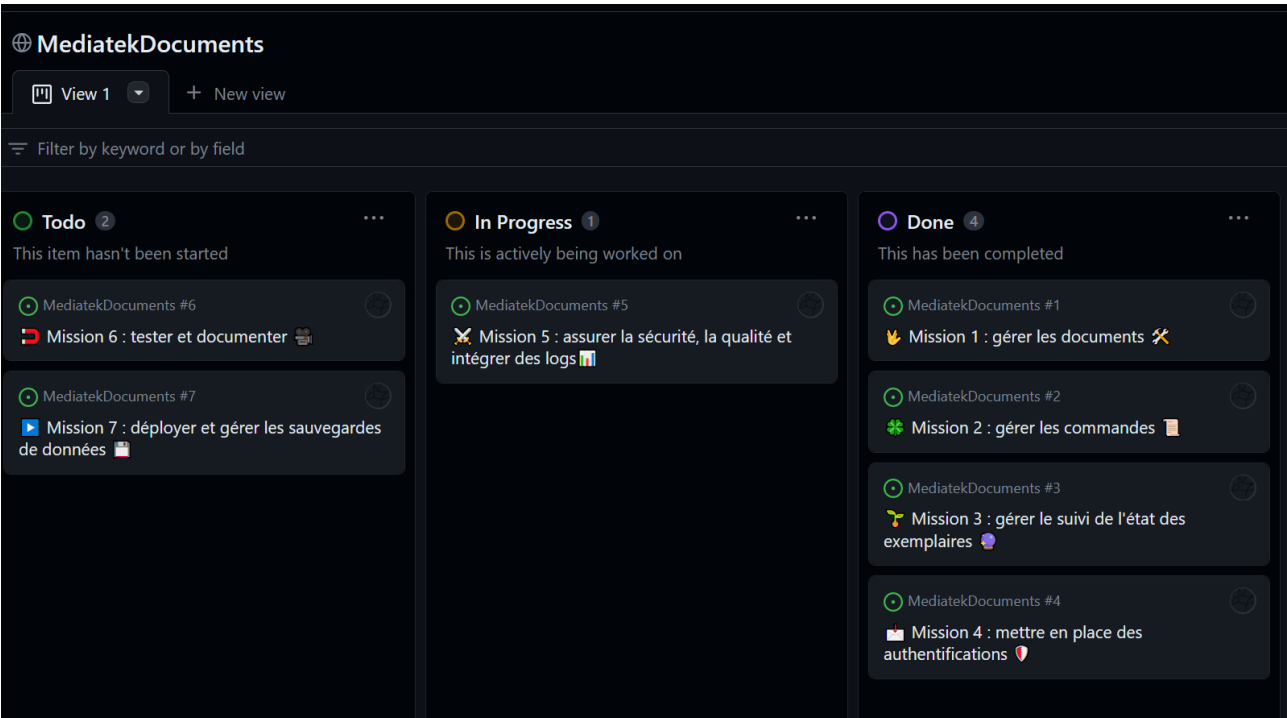 MediatekDocuments
View 1
New view
Filter by keyword or by field
Todo 2
This item hasn't been started
MediatekDocuments #6
Mission 6 : tester et documenter
MediatekDocuments #7
Mission 7 : déployer et gérer les sauvegardes
de données
In Progress 1
This is actively being worked on
MediatekDocuments #5
Mission 5 : assurer la sécurité, la qualité et
intégrer des logs
Done 4
This has been completed
MediatekDocuments #1
Mission 1 : gérer les documents
MediatekDocuments #2
Mission 2 : gérer les commandes
MediatekDocuments #3
Mission 3 : gérer le suivi de l'état des
exemplaires
MediatekDocuments #4
Mission 4 : mettre en place des
authentifications